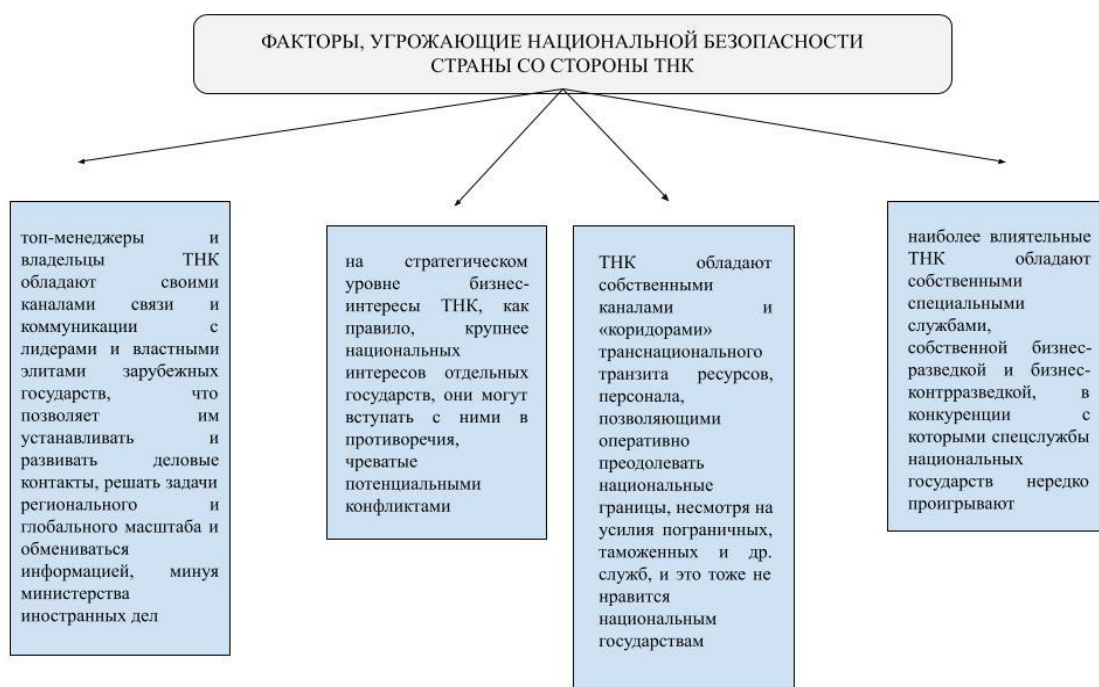 ФАКТОРЫ, УГРОЖАЮЩИЕ НАЦИОНАЛЬНОЙ БЕЗОПАСНОСТИ
СТРАНЫ СО СТОРОНЫ ТНК
топ-менеджеры и
владельцы ТНК
обладают своими
каналами связи и
коммуникации с
лидерами и властными
элитами зарубежных
государств, что
позволяет им
устанавливать и
развивать деловые
контакты, решать задачи
регионального и
глобального масштаба и
обмениваться
информацией, минуя
министерства
иностранных дел
на стратегическом
уровне бизнес-
интересы ТНК, как
правило, крупнее
национальных
интересов отдельных
государств, они могут
вступать с ними в
противоречия,
чреватые
потенциальными
конфликтами
ТНК обладают
собственными
каналами и
«коридорами»
транснационального
транзита ресурсов,
персонала,
позволяющими
оперативно
преодолевать
национальные
границы, несмотря на
усилия пограничных,
таможенных и др.
служб, и это тоже не
нравится
национальным
государствам
наиболее влиятельные
ТНК обладают
собственными
специальными
службами,
собственной бизнес-
разведкой и бизнес-
контрразведкой, в
конкуренции с
которыми спецслужбы
национальных
государств нередко
проигрывают